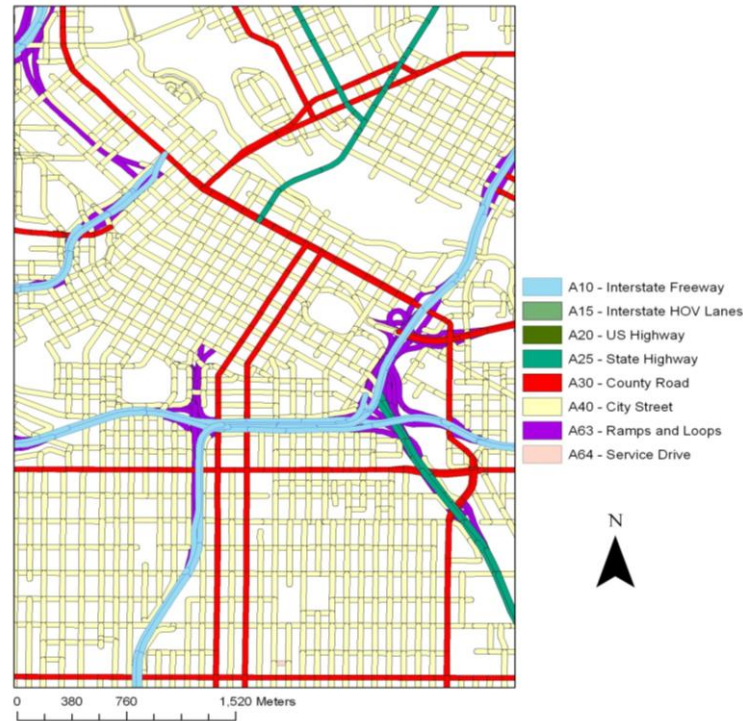 A10 - Interstate Freeway
A15 - Interstate HOV Lanes
A20 - US Highway
A25 - State Highway
A30 - County Road
A40 - City Street
A63 - Ramps and Loops
A64 - Service Drive
N
0 380 760 1,520 Meters